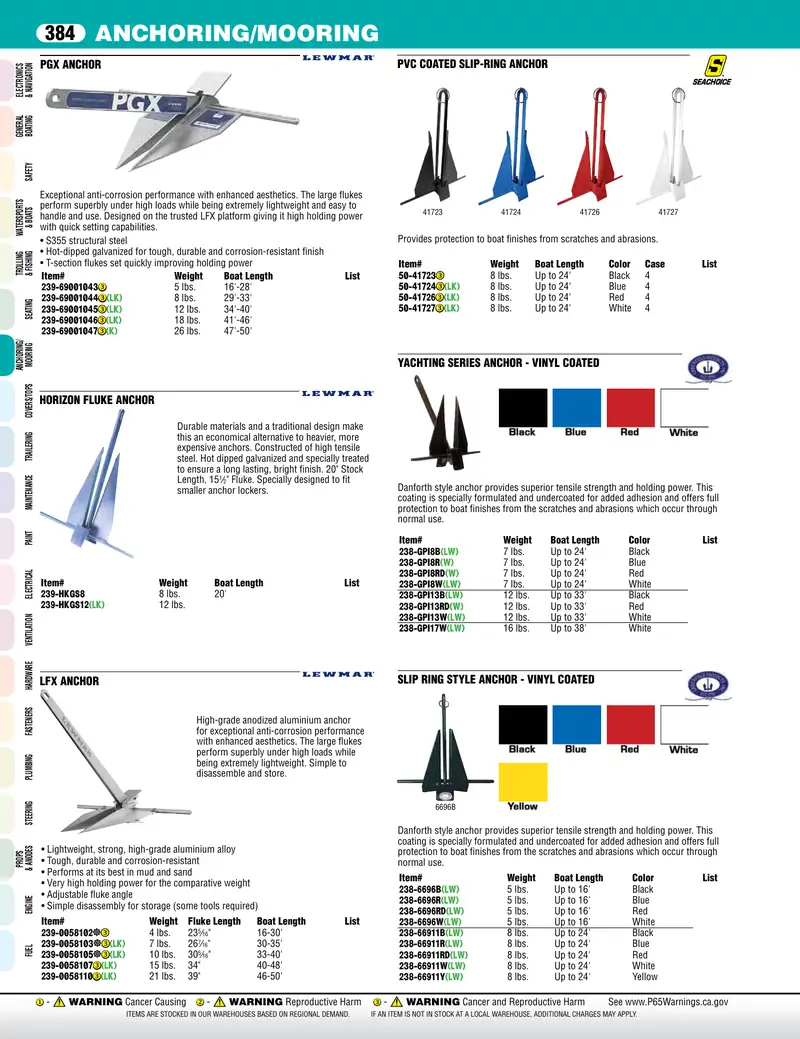 384 ANCHORING/MOORING
ELECTRONICS & NAVIGATION
GENERAL BOATING
SAFETY
WATERSPORTS & BOATS
TROLLING & FISHING
SEATING
ANCHORING/ MOORING
COVERS/TOPS
TRAILERING
MAINTENANCE
PAINT
ELECTRICAL
VENTILATION
HARDWARE
FASTENERS
PLUMBING
STEERING
PROPS & ANODES
ENGINE
FUEL
PGX ANCHOR
LEWMAR
PGX
Exceptional anti-corrosion performance with enhanced aesthetics. The large flukes
perform superbly under high loads while being extremely lightweight and easy to
handle and use. Designed on the trusted LFX platform giving it high holding power
with quick setting capabilities.
• S355 structural steel
• Hot-dipped galvanized for tough, durable and corrosion-resistant finish
• T-section flukes set quickly improving holding power
Item# Weight Boat Length List
239-69001043③ 5 lbs. 16'-28'
239-69001044③(LK) 8 lbs. 29'-33'
239-69001045③(LK) 12 lbs. 34'-40'
239-69001046③(LK) 18 lbs. 41'-46'
239-69001047③(K) 26 lbs. 47'-50'
HORIZON FLUKE ANCHOR
LEWMAR
Durable materials and a traditional design make
this an economical alternative to heavier, more
expensive anchors. Constructed of high tensile
steel. Hot dipped galvanized and specially treated
to ensure a long lasting, bright finish. 20" Stock
Length, 15½" Fluke. Specially designed to fit
smaller anchor lockers.
Item# Weight Boat Length List
239-HKGS8 8 lbs. 20'
239-HKGS12(LK) 12 lbs.
LFX ANCHOR
LEWMAR
LEWMAR
High-grade anodized aluminium anchor
for exceptional anti-corrosion performance
with enhanced aesthetics. The large flukes
perform superbly under high loads while
being extremely lightweight. Simple to
disassemble and store.
• Lightweight, strong, high-grade aluminium alloy
• Tough, durable and corrosion-resistant
• Performs at its best in mud and sand
• Very high holding power for the comparative weight
• Adjustable fluke angle
• Simple disassembly for storage (some tools required)
Item# Weight Fluke Length Boat Length List
239-0058102③ 4 lbs. 16-30'
239-0058103③(LK) 7 lbs. 30-35'
239-0058105③(LK) 10 lbs. 33-40'
239-0058107③(LK) 15 lbs. 34" 40-48'
239-0058110③(LK) 21 lbs. 39" 46-50'
PVC COATED SLIP-RING ANCHOR
S
SEACHOICE
41723 41724 41726 41727
Provides protection to boat finishes from scratches and abrasions.
Item# Weight Boat Length Color Case List
50-41723③ 8 lbs. Up to 24' Black 4
50-41724③(LK) 8 lbs. Up to 24' Blue 4
50-41726③(LK) 8 lbs. Up to 24' Red 4
50-41727③(LK) 8 lbs. Up to 24' White 4
YACHTING SERIES ANCHOR - VINYL COATED
Black Blue Red White
Danforth style anchor provides superior tensile strength and holding power. This
coating is specially formulated and undercoated for added adhesion and offers full
protection to boat finishes from the scratches and abrasions which occur through
normal use.
Item# Weight Boat Length Color List
238-GPI8B(LW) 7 lbs. Up to 24' Black
238-GPI8R(W) 7 lbs. Up to 24' Blue
238-GPI8RD(W) 7 lbs. Up to 24' Red
238-GPI8W(LW) 7 lbs. Up to 24' White
238-GPI13B(LW) 12 lbs. Up to 33' Black
238-GPI13RD(W) 12 lbs. Up to 33' Red
238-GPI13W(LW) 12 lbs. Up to 33' White
238-GPI17W(LW) 16 lbs. Up to 38' White
SLIP RING STYLE ANCHOR - VINYL COATED
Black Blue Red White
6696B Yellow
Danforth style anchor provides superior tensile strength and holding power. This
coating is specially formulated and undercoated for added adhesion and offers full
protection to boat finishes from the scratches and abrasions which occur through
normal use.
Item# Weight Boat Length Color List
238-6696B(LW) 5 lbs. Up to 16' Black
238-6696R(LW) 5 lbs. Up to 16' Blue
238-6696RD(LW) 5 lbs. Up to 16' Red
238-6696W(LW) 5 lbs. Up to 16' White
238-66911B(LW) 8 lbs. Up to 24' Black
238-66911R(LW) 8 lbs. Up to 24' Blue
238-66911RD(LW) 8 lbs. Up to 24' Red
238-66911W(LW) 8 lbs. Up to 24' White
238-66911Y(LW) 8 lbs. Up to 24' Yellow
① - WARNING Cancer Causing ② - WARNING Reproductive Harm ③ - WARNING Cancer and Reproductive Harm See www.P65Warnings.ca.gov
ITEMS ARE STOCKED IN OUR WAREHOUSES BASED ON REGIONAL DEMAND. IF AN ITEM IS NOT IN STOCK AT A LOCAL WAREHOUSE, ADDITIONAL CHARGES MAY APPLY.